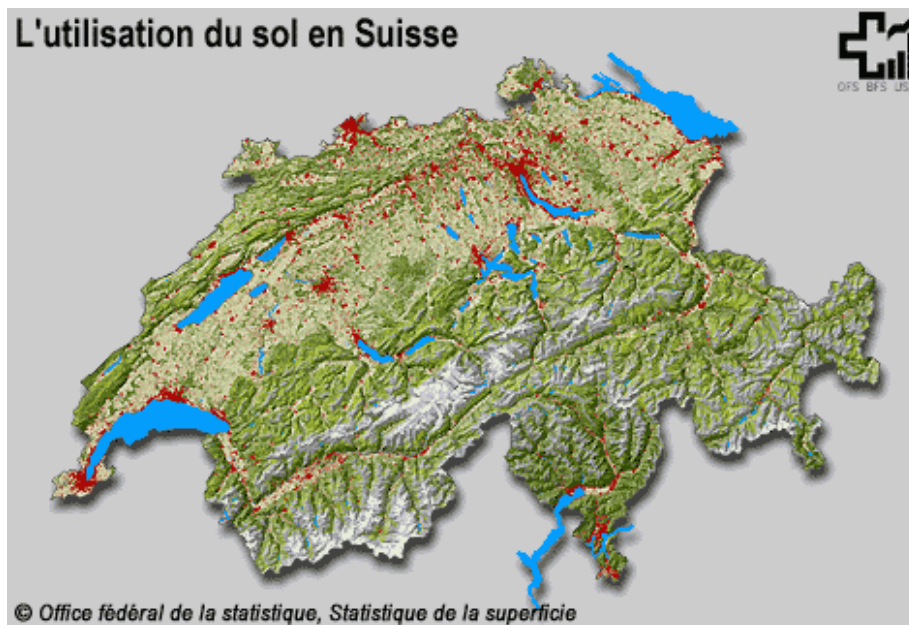 L'utilisation du sol en Suisse
OFS BFS UST
© Office fédéral de la statistique, Statistique de la superficie